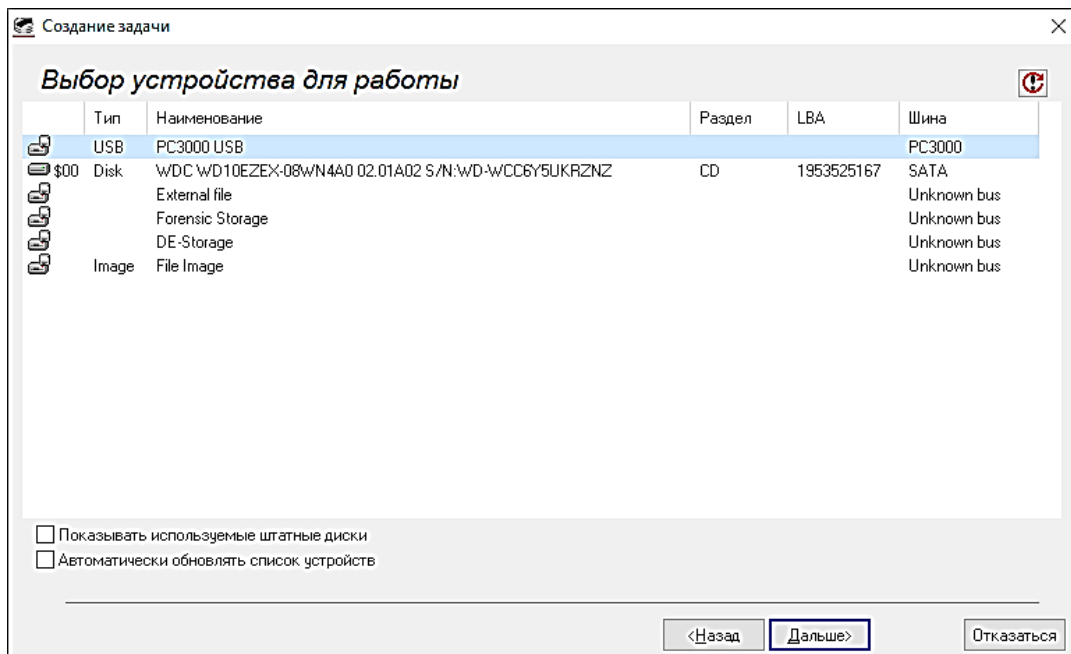 Создание задачи
Выбор устройства для работы
Тип Наименование Раздел LBA Шина
USB PC3000 USB PC3000
$00 Disk WDC WD10EZEX-08WN4A0 02.01A02 S/N:WD-WCC6Y5UKRZNZ CD 1953525167 SATA
External file Unknown bus
Forensic Storage Unknown bus
DE-Storage Unknown bus
Image File Image Unknown bus
Показывать используемые штатные диски
Автоматически обновлять список устройств
<Назад Дальше> Отказаться